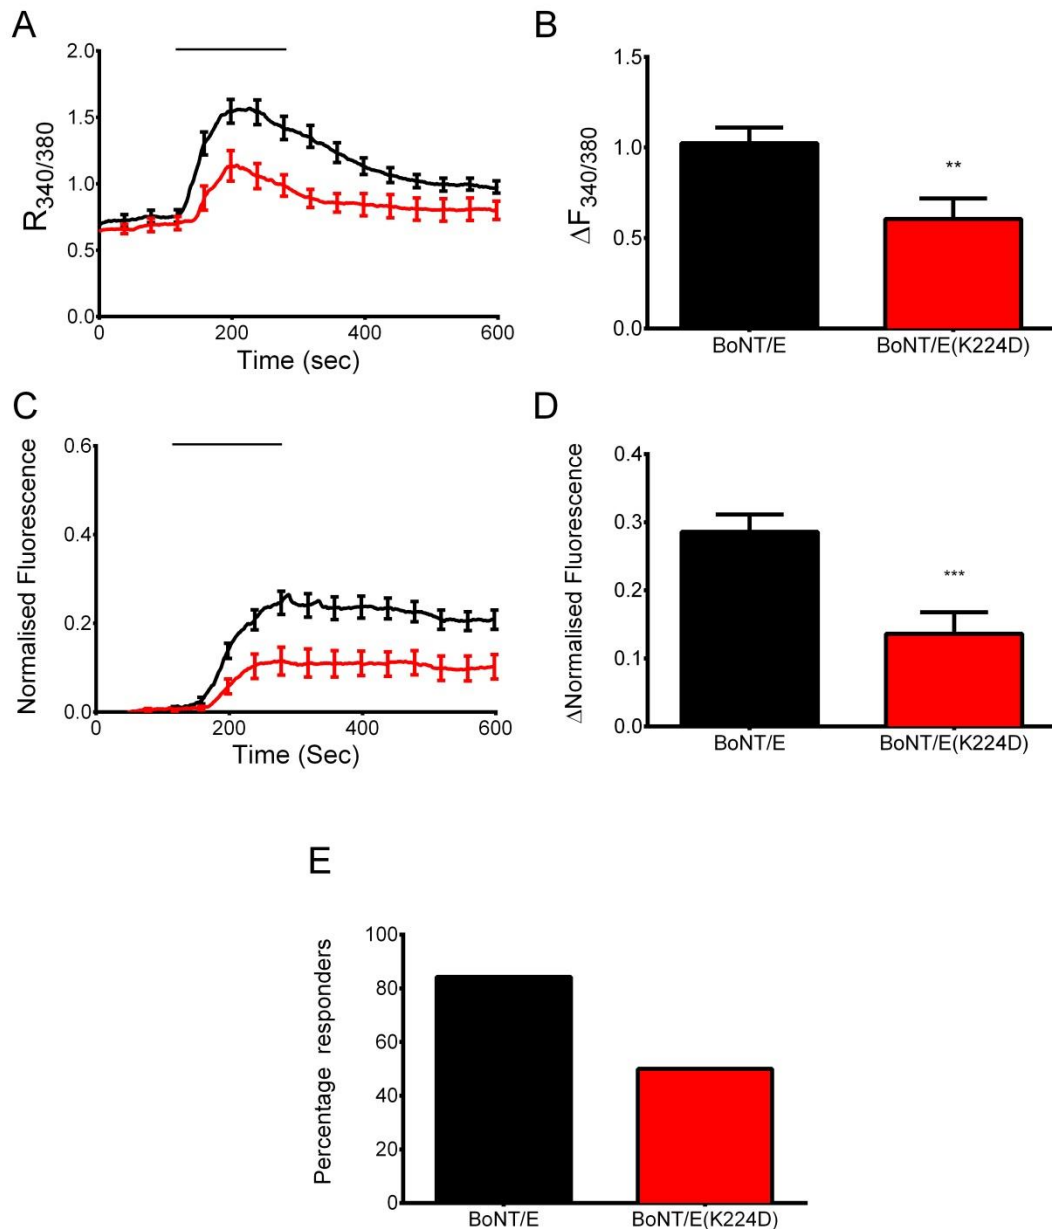 A
R340/380
2.0
1.5
1.0
0.5
0.0
0
200
400
600
Time (sec)
B
ΔF340/380
1.5
1.0
0.5
0.0
**
BoNT/E
BoNT/E(K224D)
C
Normalised Fluorescence
0.6
0.4
0.2
0.0
0
200
400
600
Time (Sec)
D
ΔNormalised Fluorescence
0.4
0.3
0.2
0.1
0.0
***
BoNT/E
BoNT/E(K224D)
E
Percentage responders
100
80
60
40
20
0
BoNT/E
BoNT/E(K224D)